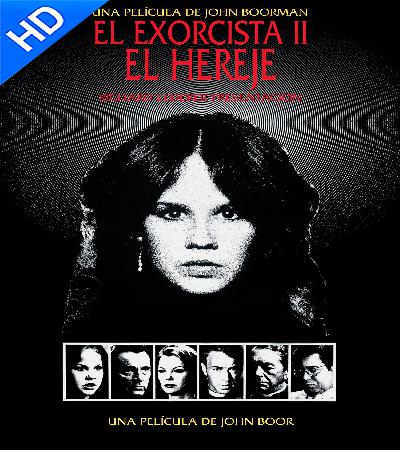 UNA PELÍCULA DE JOHN BOORMAN
HD
EL EXORCISTA II
EL HEREJE
UNA PELÍCULA DE JOHN BOOR